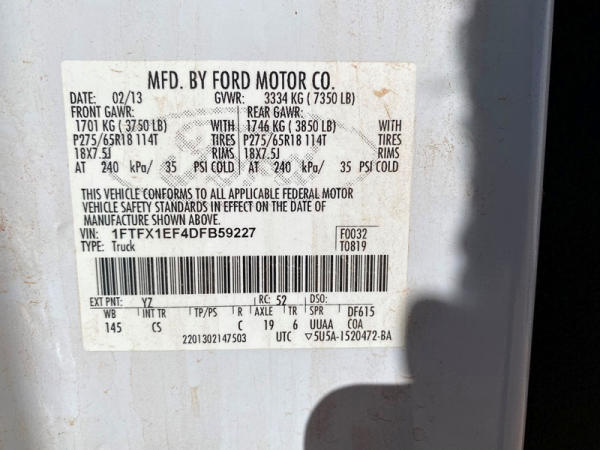 MFD. BY FORD MOTOR CO.
DATE: 02/13 GVWR: 3334 KG (7350 LB)
FRONT GAWR: REAR GAWR:
1701 KG (3750 LB) WITH 1746 KG (3850 LB) WITH
P275/65R18 114T TIRES P275/65R18 114T TIRES
18X7.5J RIMS 18X7.5J RIMS
AT 240 kPa/ 35 PSI COLD AT 240 kPa/ 35 PSI COLD
THIS VEHICLE CONFORMS TO ALL APPLICABLE FEDERAL MOTOR
VEHICLE SAFETY STANDARDS IN EFFECT ON THE DATE OF
MANUFACTURE SHOWN ABOVE.
VIN: 1FTFX1EF4DFB59227 F0032
TYPE: Truck T0819
EXT PNT: YZ RC: 52 DSO:
WB INT TR TP/PS R AXLE TR SPR DF615
145 CS C 19 6 UUAA COA
2201302147503 UTC ▽5U5A-1520472-BA